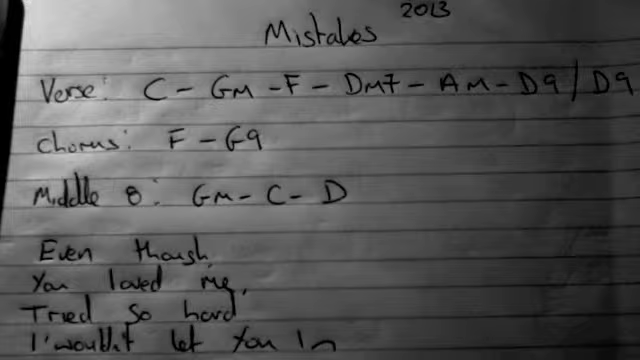 Mistakes 2013
Verse: C - Gm - F - Dm7 - Am - D9 / D9
Chorus: F - G9
Middle 8: Gm - C - D
Even though,
You loved me,
Tried so hard
I wouldn't let you in